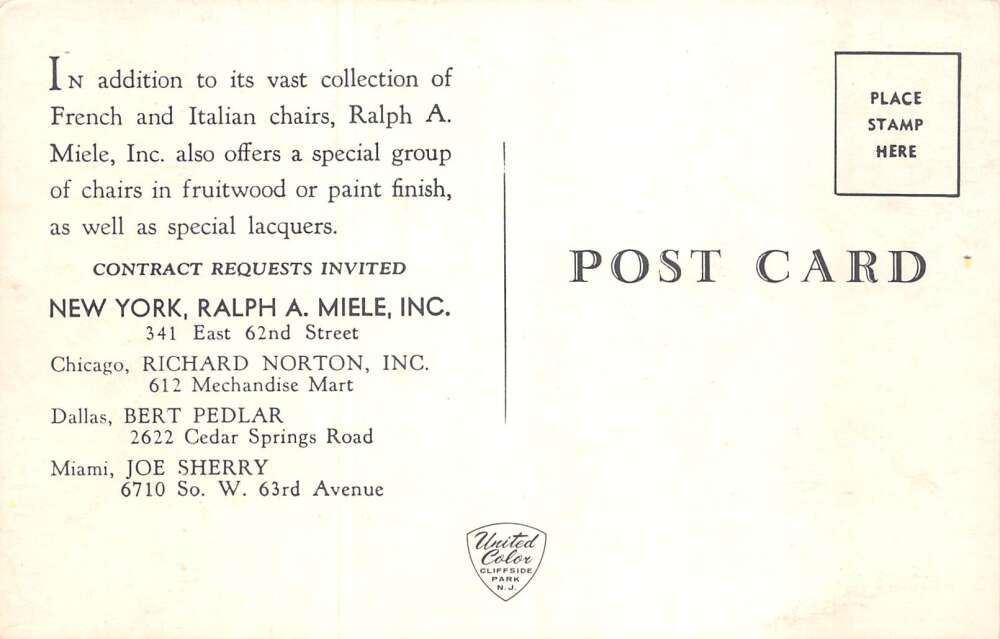 IN addition to its vast collection of
French and Italian chairs, Ralph A.
Miele, Inc. also offers a special group
of chairs in fruitwood or paint finish,
as well as special lacquers.
CONTRACT REQUESTS INVITED
NEW YORK, RALPH A. MIELE, INC.
341 East 62nd Street
Chicago, RICHARD NORTON, INC.
612 Mechandise Mart
Dallas, BERT PEDLAR
2622 Cedar Springs Road
Miami, JOE SHERRY
6710 So. W. 63rd Avenue
PLACE
STAMP
HERE
POST CARD
United
Color
CLIFFSIDE
PARK
N.J.